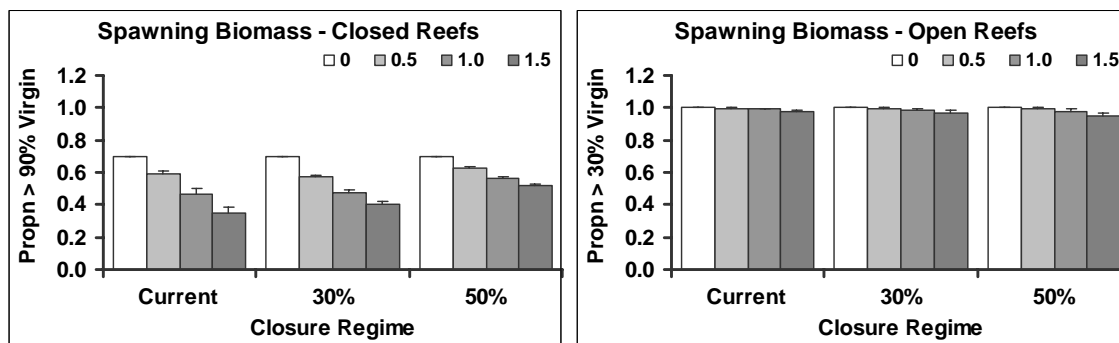 Spawning Biomass - Closed Reefs
0 0.5 1.0 1.5
Propn > 90% Virgin
1.2
1.0
0.8
0.6
0.4
0.2
0.0
Current 30% 50%
Closure Regime
Spawning Biomass - Open Reefs
0 0.5 1.0 1.5
Propn > 30% Virgin
1.2
1.0
0.8
0.6
0.4
0.2
0.0
Current 30% 50%
Closure Regime